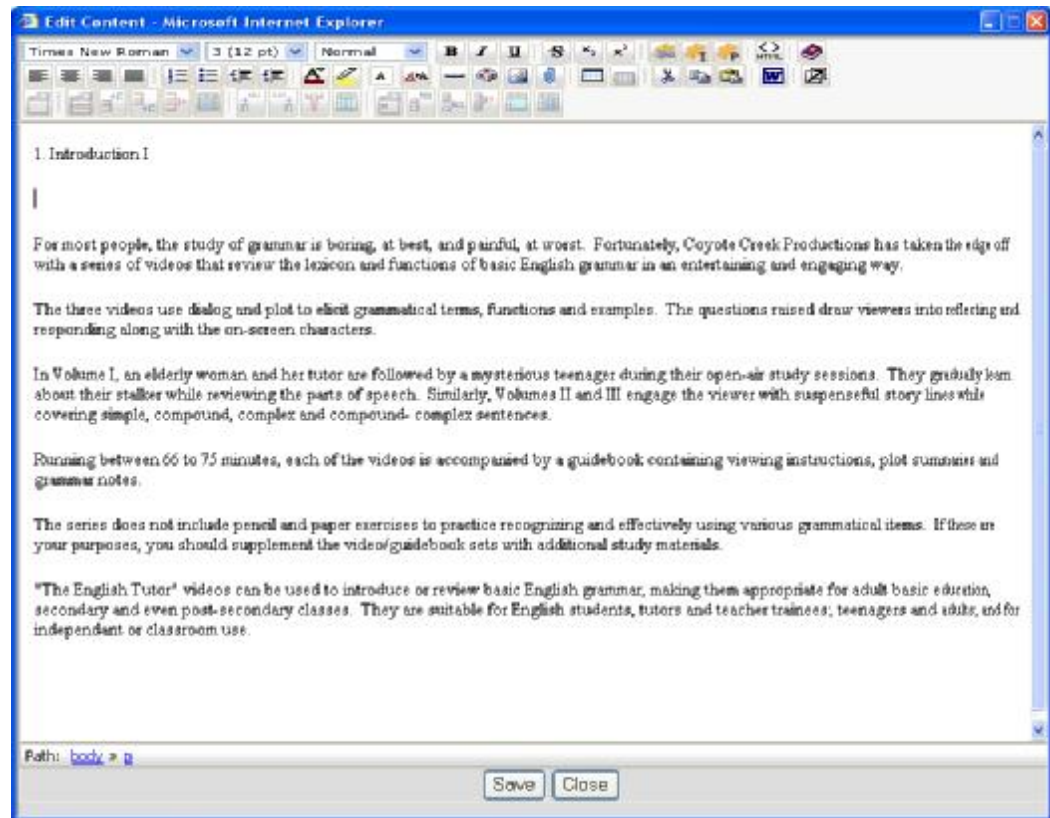 Edit Content - Microsoft Internet Explorer
Times New Roman 3 (12 pt) Normal B I U S x₂ x² HTML
1. Introduction I
For most people, the study of grammar is boring, at best, and painful, at worst. Fortunately, Coyote Creek Productions has taken the edge off
with a series of videos that review the lexicon and functions of basic English grammar in an entertaining and engaging way.
The three videos use dialog and plot to elicit grammatical terms, functions and examples. The questions raised draw viewers into reflecting and
responding along with the on-screen characters.
In Volume I, an elderly woman and her tutor are followed by a mysterious teenager during their open-air study sessions. They gradually learn
about their stalker while reviewing the parts of speech. Similarly, Volumes II and III engage the viewer with suspenseful story lines while
covering simple, compound, complex and compound- complex sentences.
Running between 66 to 75 minutes, each of the videos is accompanied by a guidebook containing viewing instructions, plot summaries and
grammar notes.
The series does not include pencil and paper exercises to practice recognizing and effectively using various grammatical items. If these are
your purposes, you should supplement the video/guidebook sets with additional study materials.
"The English Tutor" videos can be used to introduce or review basic English grammar, making them appropriate for adult basic education,
secondary and even post-secondary classes. They are suitable for English students, tutors and teacher trainees; teenagers and adults; and for
independant or classroom use.
Path: body » p
Save Close